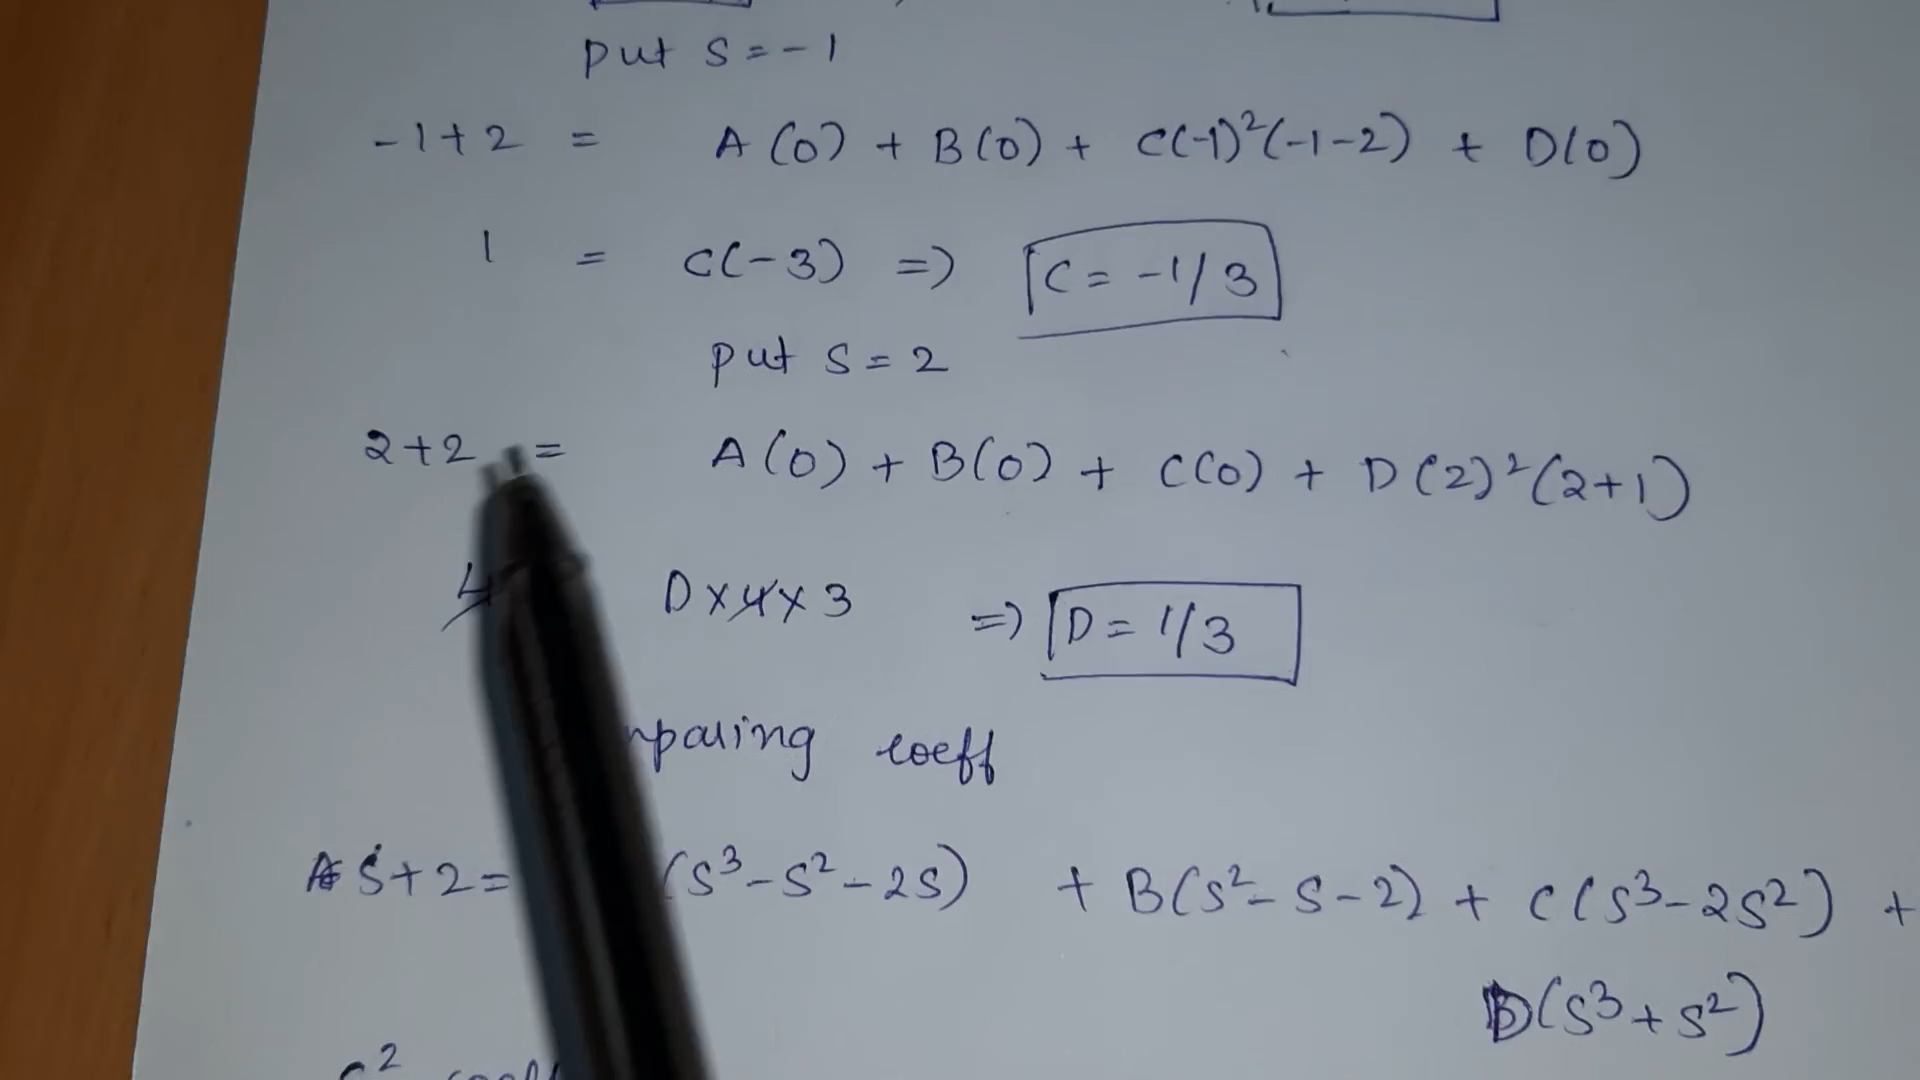 put s = -1
-1+2 = A(0) + B(0) + C(-1)²(-1-2) + D(0)
1 = C(-3) => C = -1/3
put s = 2
2+2 = A(0) + B(0) + C(0) + D(2)²(2+1)
4 D×4×3 => D = 1/3
coeff
s+2 = (s³-s²-2s) + B(s²-s-2) + C(s³-2s²) +
D(s³+s²)